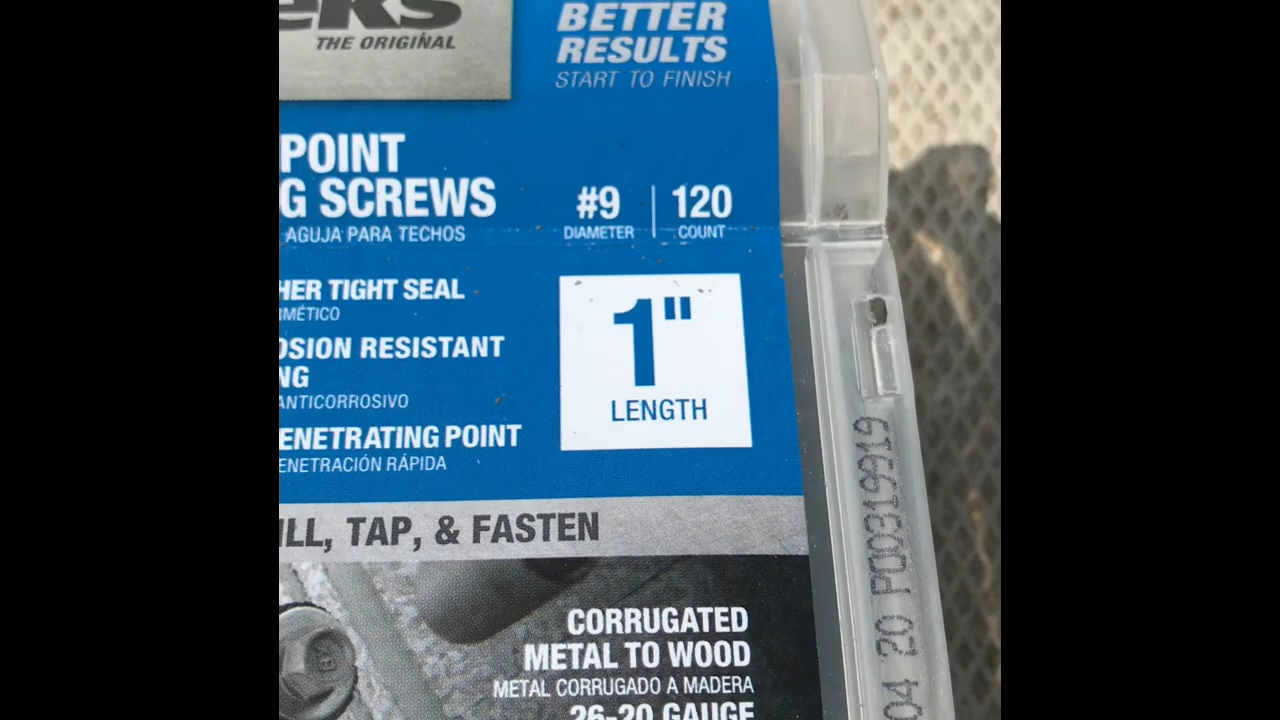 eks
THE ORIGINAL
BETTER
RESULTS
START TO FINISH
POINT
G SCREWS
AGUJA PARA TECHOS
#9
DIAMETER
120
COUNT
HER TIGHT SEAL
RMÉTICO
OSION RESISTANT
NG
ANTICORROSIVO
ENETRATING POINT
ENETRACIÓN RÁPIDA
1"
LENGTH
ILL, TAP, & FASTEN
CORRUGATED
METAL TO WOOD
METAL CORRUGADO A MADERA
26-20 GAUGE
04 20 P00319919